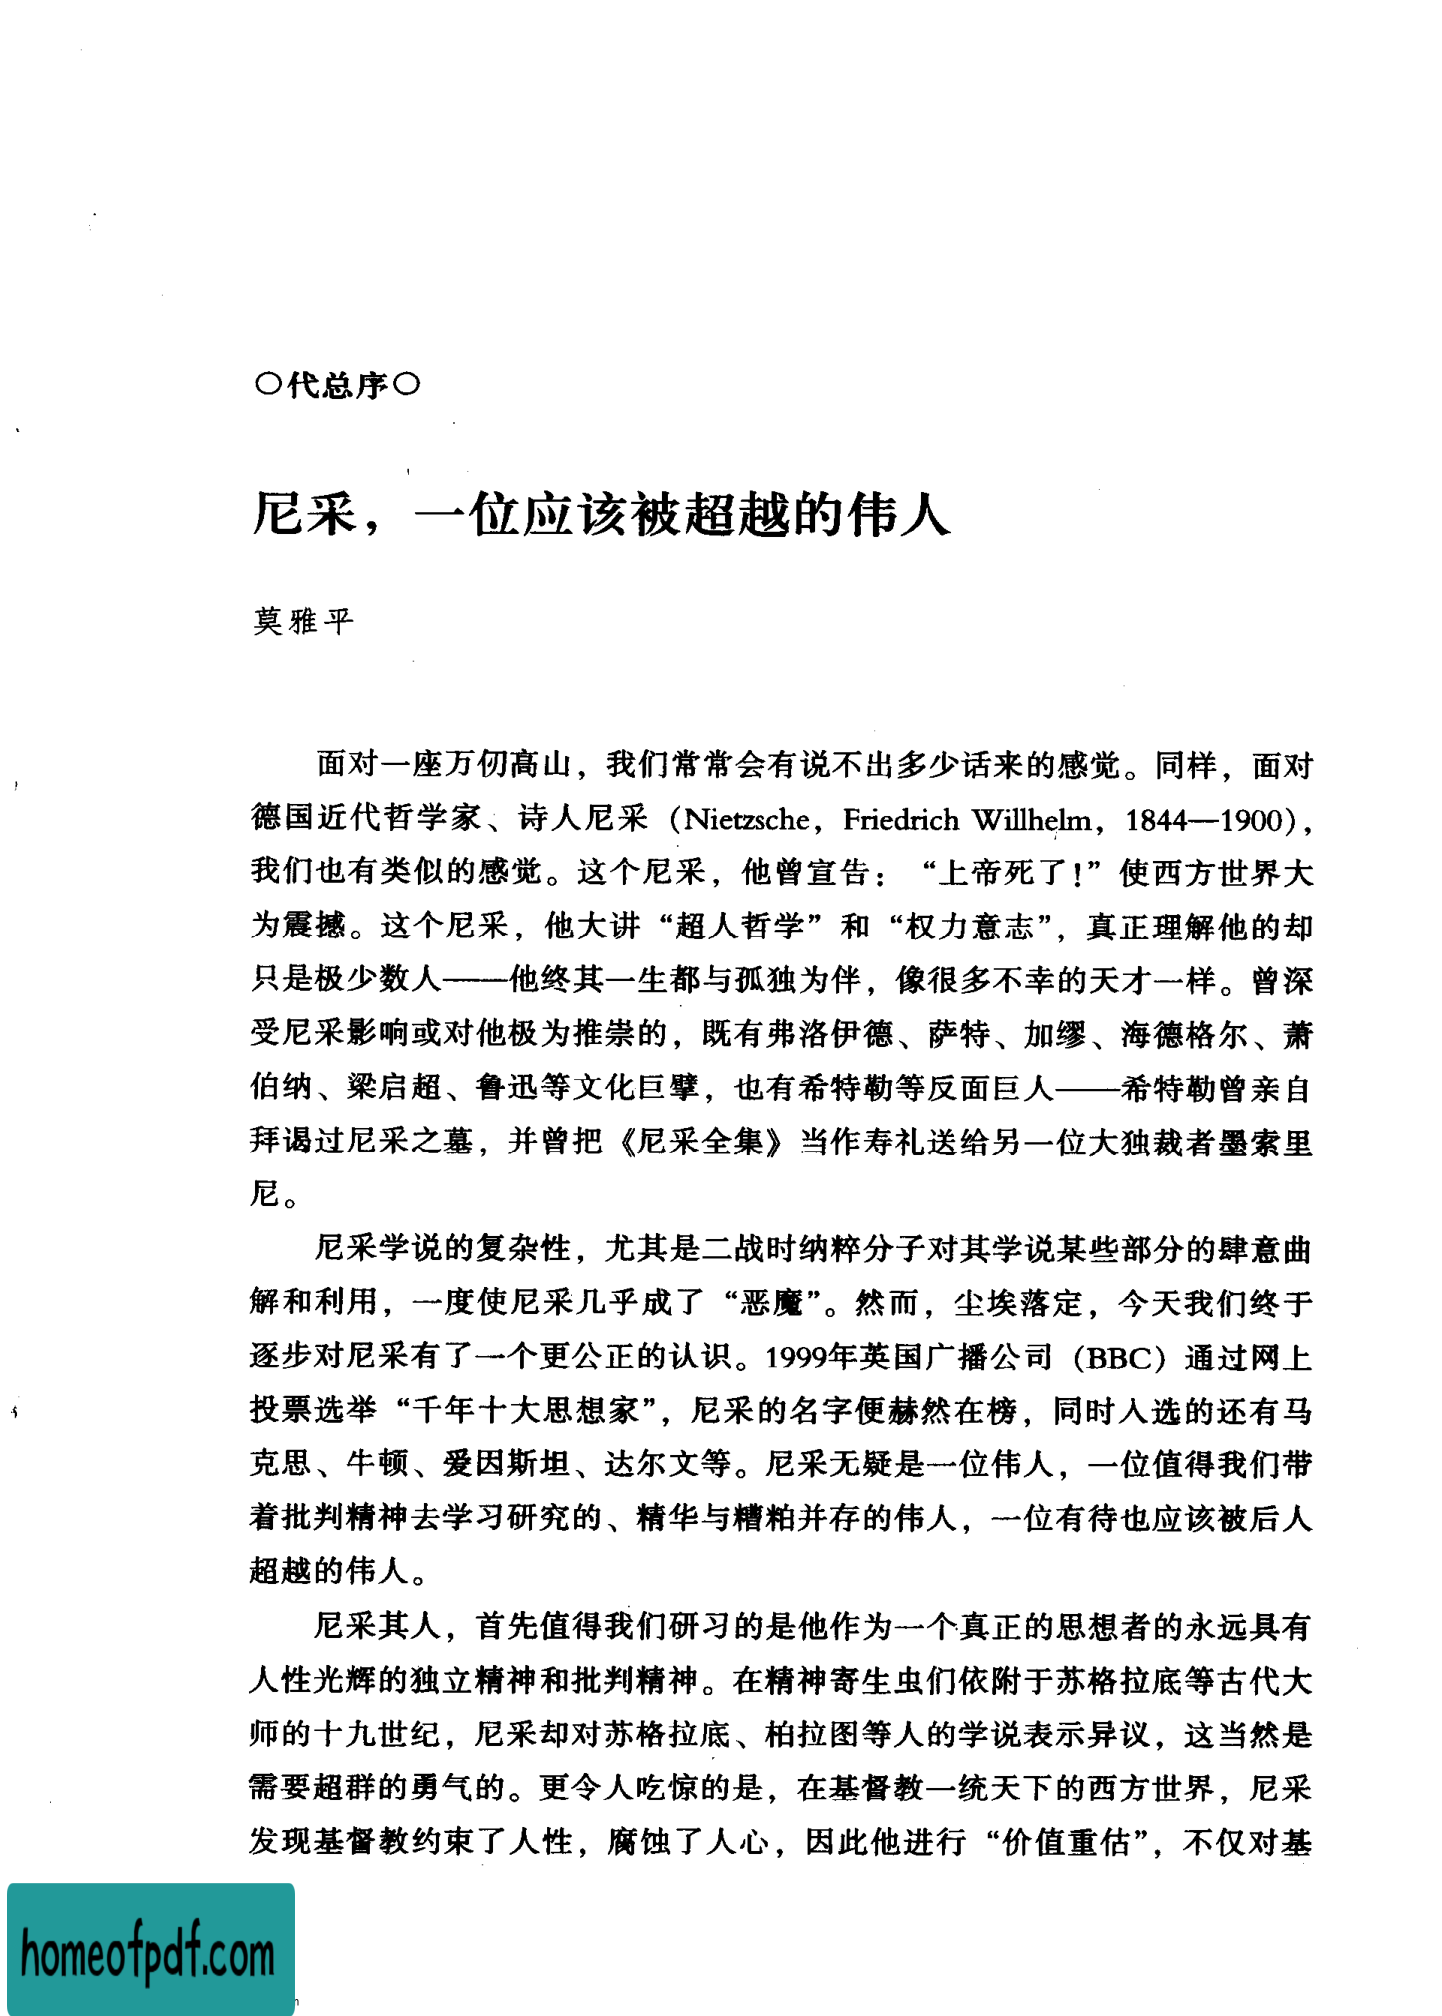 ○代总序○
尼采，一位应该被超越的伟人
莫雅平
面对一座万仞高山，我们常常会有说不出多少话来的感觉。同样，面对
德国近代哲学家、诗人尼采（Nietzsche，Friedrich Willhelm，1844—1900），
我们也有类似的感觉。这个尼采，他曾宣告：“上帝死了！”使西方世界大
为震撼。这个尼采，他大讲“超人哲学”和“权力意志”，真正理解他的却
只是极少数人——他终其一生都与孤独为伴，像很多不幸的天才一样。曾深
受尼采影响或对他极为推崇的，既有弗洛伊德、萨特、加缪、海德格尔、萧
伯纳、梁启超、鲁迅等文化巨擘，也有希特勒等反面巨人——希特勒曾亲自
拜谒过尼采之墓，并曾把《尼采全集》当作寿礼送给另一位大独裁者墨索里
尼。
尼采学说的复杂性，尤其是二战时纳粹分子对其学说某些部分的肆意曲
解和利用，一度使尼采几乎成了“恶魔”。然而，尘埃落定，今天我们终于
逐步对尼采有了一个更公正的认识。1999年英国广播公司（BBC）通过网上
投票选举“千年十大思想家”，尼采的名字便赫然在榜，同时入选的还有马
克思、牛顿、爱因斯坦、达尔文等。尼采无疑是一位伟人，一位值得我们带
着批判精神去学习研究的、精华与糟粕并存的伟人，一位有待也应该被后人
超越的伟人。
尼采其人，首先值得我们研习的是他作为一个真正的思想者的永远具有
人性光辉的独立精神和批判精神。在精神寄生虫们依附于苏格拉底等古代大
师的十九世纪，尼采却对苏格拉底、柏拉图等人的学说表示异议，这当然是
需要超群的勇气的。更令人吃惊的是，在基督教一统天下的西方世界，尼采
发现基督教约束了人性，腐蚀了人心，因此他进行“价值重估”，不仅对基
homeofpdf.com